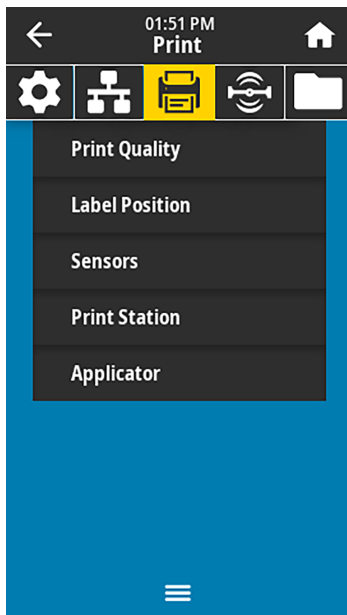 01:51 PM
Print
Print Quality
Label Position
Sensors
Print Station
Applicator